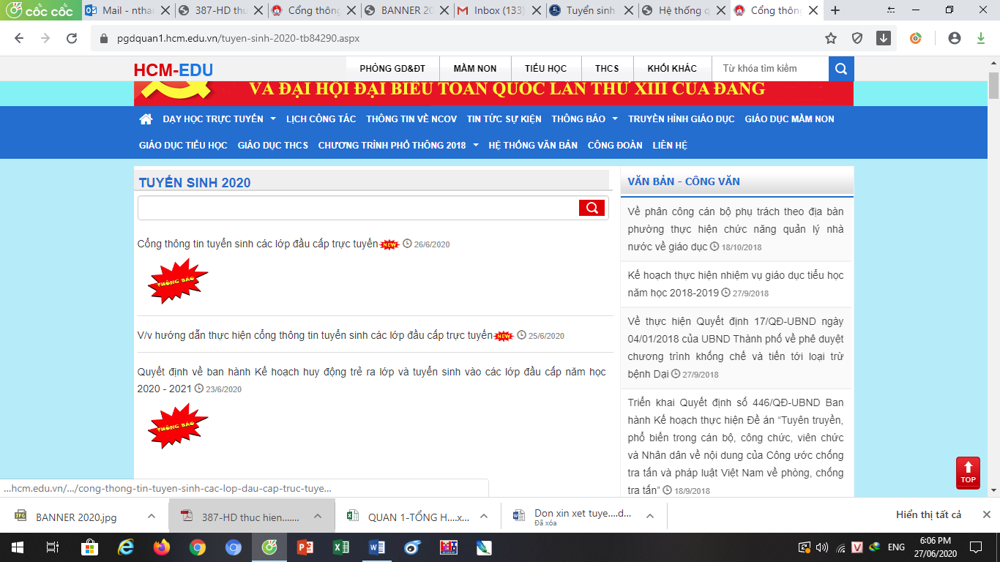 cốc cốc
Mail - ntha
387-HD thu
Cổng thông
BANNER 20
Inbox (133)
Tuyển sinh
Hệ thống q
Cổng thông
pgdquan1.hcm.edu.vn/tuyen-sinh-2020-tb84290.aspx
HCM-EDU
PHÒNG GD&ĐT
MẦM NON
TIỂU HỌC
THCS
KHỐI KHÁC
Từ khóa tìm kiếm
VÀ ĐẠI HỘI ĐẠI BIỂU TOÀN QUỐC LẦN THỨ XIII CỦA ĐẢNG
DẠY HỌC TRỰC TUYẾN
LỊCH CÔNG TÁC
THÔNG TIN VỀ NCOV
TIN TỨC SỰ KIỆN
THÔNG BÁO
TRUYỀN HÌNH GIÁO DỤC
GIÁO DỤC MẦM NON
GIÁO DỤC TIỂU HỌC
GIÁO DỤC THCS
CHƯƠNG TRÌNH PHỔ THÔNG 2018
HỆ THỐNG VĂN BẢN
CÔNG ĐOÀN
LIÊN HỆ
TUYỂN SINH 2020
Cổng thông tin tuyển sinh các lớp đầu cấp trực tuyến NEW 26/6/2020
THÔNG BÁO
V/v hướng dẫn thực hiện cổng thông tin tuyển sinh các lớp đầu cấp trực tuyến NEW 25/6/2020
Quyết định về ban hành Kế hoạch huy động trẻ ra lớp và tuyển sinh vào các lớp đầu cấp năm học
2020 - 2021 23/6/2020
THÔNG BÁO
VĂN BẢN - CÔNG VĂN
Về phân công cán bộ phụ trách theo địa bàn
phường thực hiện chức năng quản lý nhà
nước về giáo dục 18/10/2018
Kế hoạch thực hiện nhiệm vụ giáo dục tiểu học
năm học 2018-2019 27/9/2018
Về thực hiện Quyết định 17/QĐ-UBND ngày
04/01/2018 của UBND Thành phố về phê duyệt
chương trình khống chế và tiến tới loại trừ
bệnh Dại 27/9/2018
Triển khai Quyết định số 446/QĐ-UBND Ban
hành Kế hoạch thực hiện Đề án “Tuyên truyền,
phổ biến trong cán bộ, công chức, viên chức
và Nhân dân về nội dung của Công ước chống
tra tấn và pháp luật Việt Nam về phòng, chống
tra tấn” 18/9/2018
TOP
...hcm.edu.vn/.../cong-thong-tin-tuyen-sinh-cac-lop-dau-cap-truc-tuye...
BANNER 2020.jpg
387-HD thuc hien.......
QUAN 1-TỔNG H....x...
Don xin xet tuye....d...
Đã xóa
Hiển thị tất cả
ENG
6:06 PM
27/06/2020